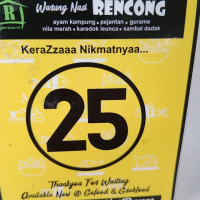 Warung Nasi RENCONG
ayam kampung • pejantan • gurame
nila merah • karedok leunca • sambal dadak
KeraZzaaa Nikmatnyaa...
25
Thankyou For Waiting
Available Now @ Gofood & Grabfood